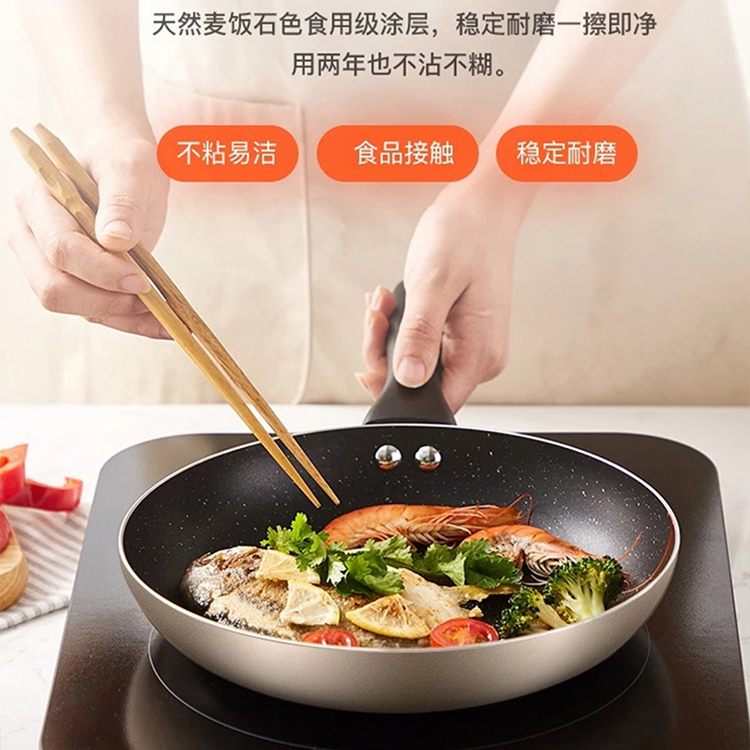 天然麦饭石色食用级涂层，稳定耐磨一擦即净
用两年也不沾不糊。
不粘易洁
食品接触
稳定耐磨